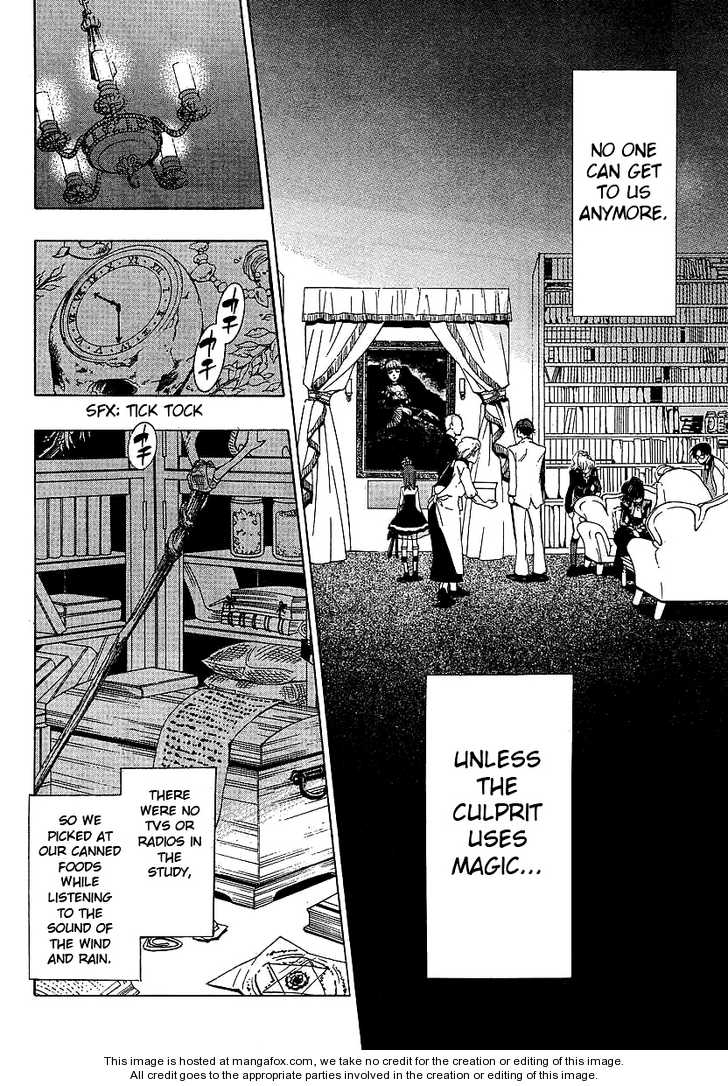 NO ONE
CAN GET
TO US
ANYMORE.
UNLESS
THE
CULPRIT
USES
MAGIC...
カチ
カチ
SFX: TICK TOCK
カチ
THERE
WERE NO
TVS OR
RADIOS IN
THE
STUDY,
SO WE
PICKED AT
OUR CANNED
FOODS
WHILE
LISTENING
TO THE
SOUND OF
THE WIND
AND RAIN.
This image is hosted at mangafox.com, we take no credit for the creation or editing of this image.
All credit goes to the appropriate parties involved in the creation or editing of this image.